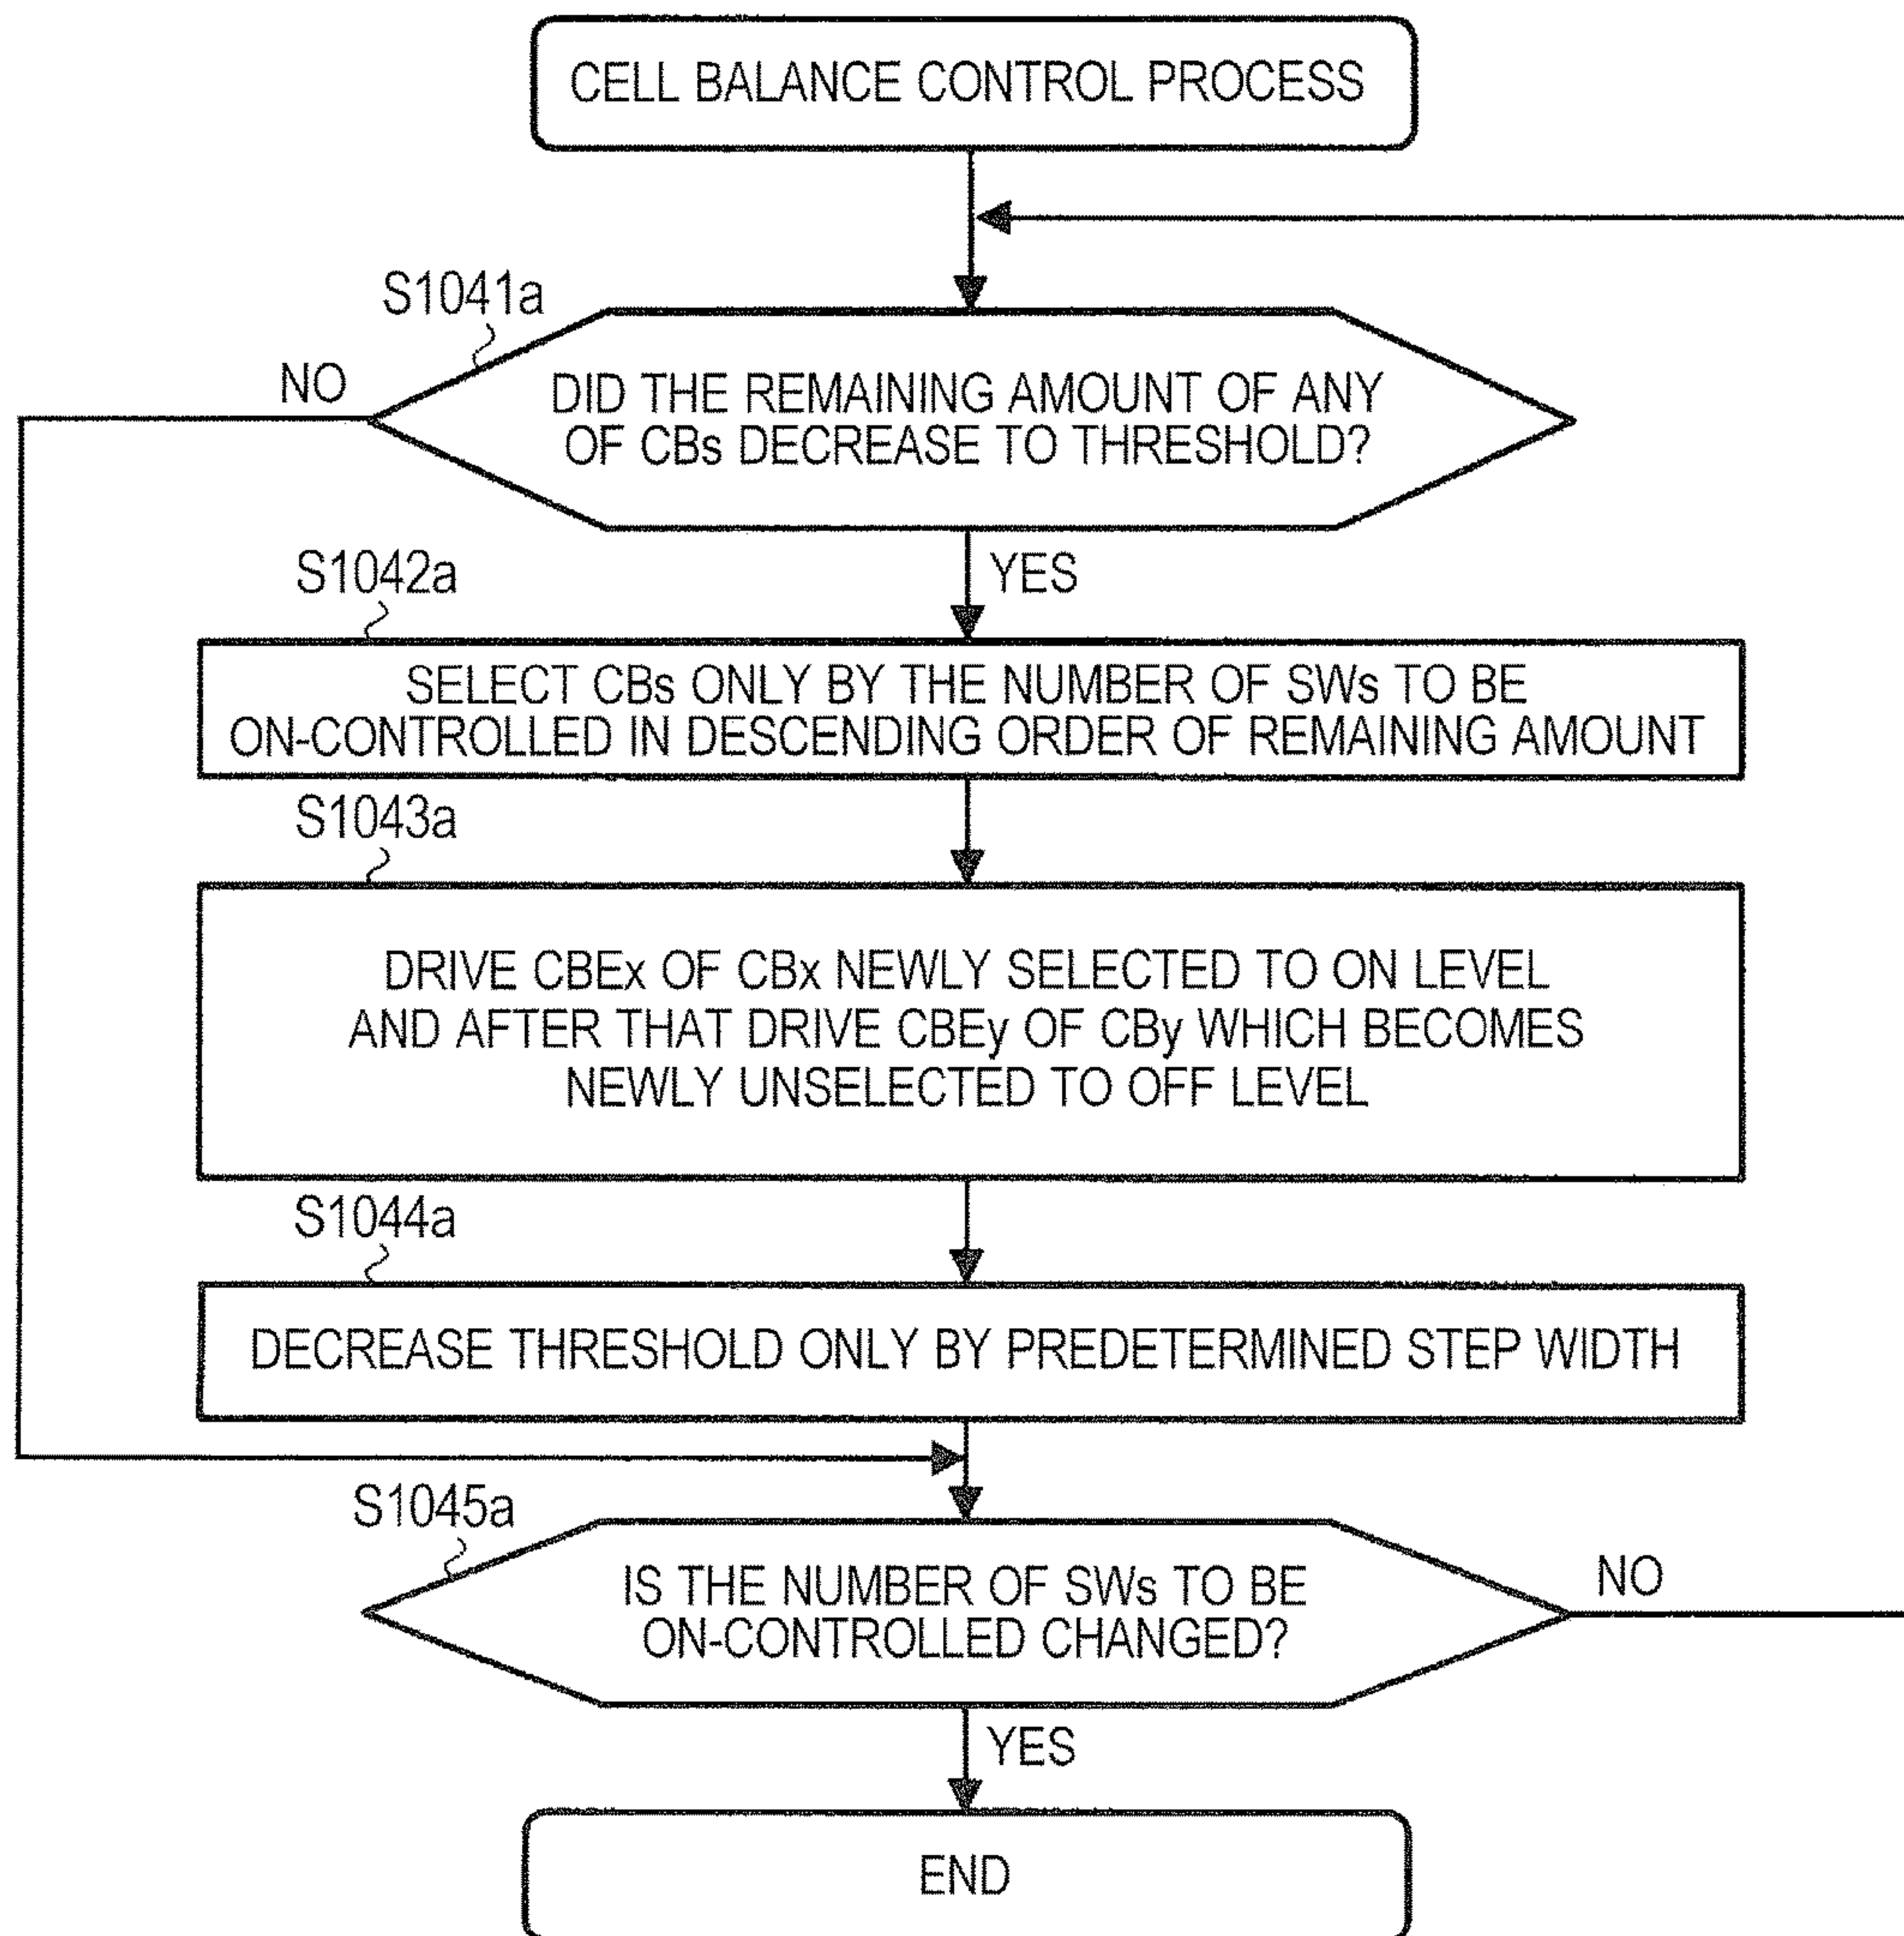 CELL BALANCE CONTROL PROCESS
S1041a
NO
DID THE REMAINING AMOUNT OF ANY
OF CBs DECREASE TO THRESHOLD?
YES
S1042a
SELECT CBs ONLY BY THE NUMBER OF SWs TO BE
ON-CONTROLLED IN DESCENDING ORDER OF REMAINING AMOUNT
S1043a
DRIVE CBEx OF CBx NEWLY SELECTED TO ON LEVEL
AND AFTER THAT DRIVE CBEy OF CBy WHICH BECOMES
NEWLY UNSELECTED TO OFF LEVEL
S1044a
DECREASE THRESHOLD ONLY BY PREDETERMINED STEP WIDTH
S1045a
IS THE NUMBER OF SWs TO BE
ON-CONTROLLED CHANGED?
NO
YES
END